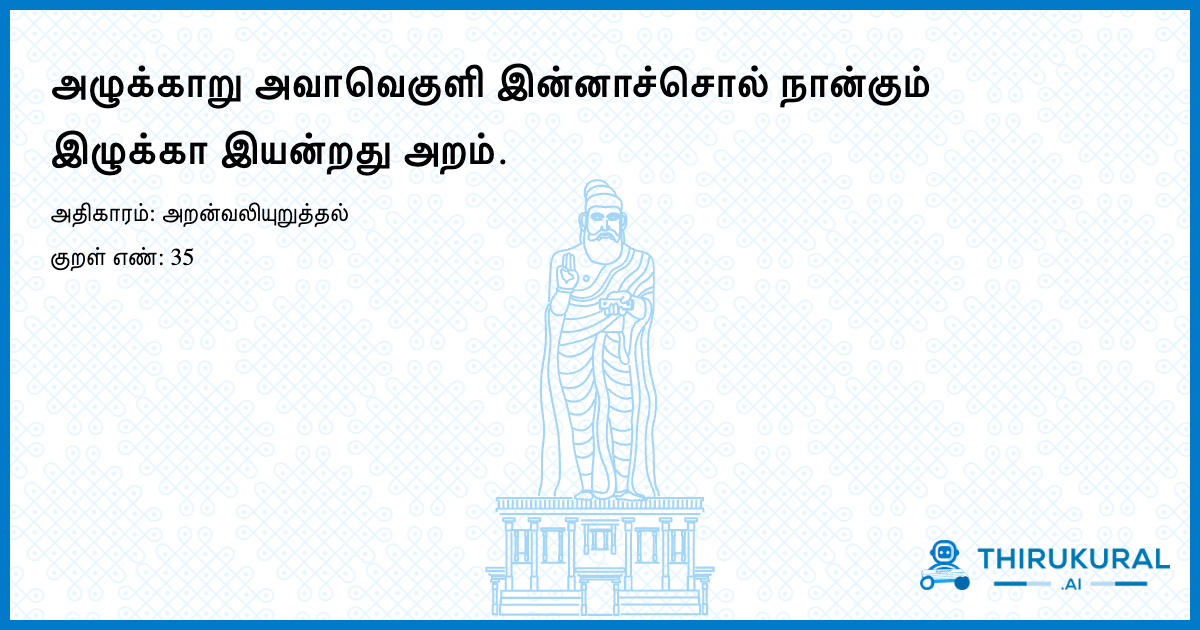 அழுக்காறு அவாவெகுளி இன்னாச்சொல் நான்கும்
இழுக்கா இயன்றது அறம்.
அதிகாரம்: அறன்வலியுறுத்தல்
குறள் எண்: 35
THIRUKURAL
.AI